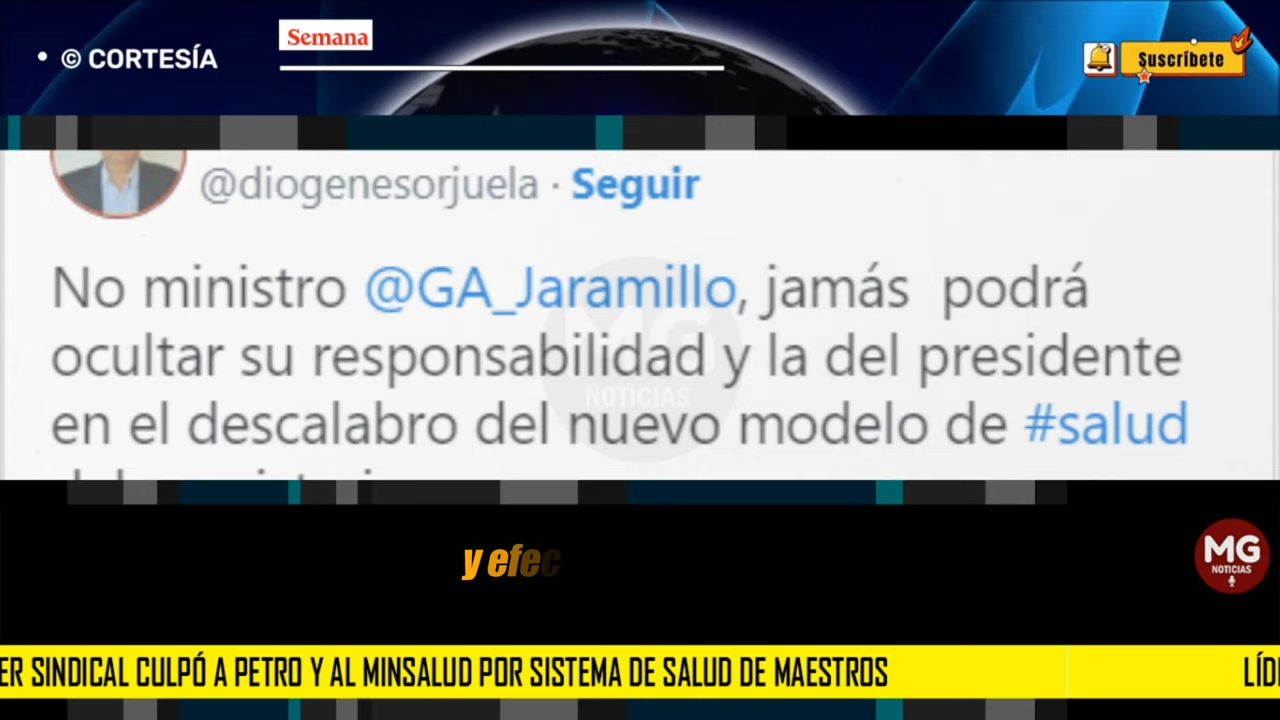 • © CORTESÍA
Semana
Suscríbete
@diogenesorjuela · Seguir
No ministro @GA_Jaramillo, jamás podrá
ocultar su responsabilidad y la del presidente
en el descalabro del nuevo modelo de #salud
MG
NOTICIAS
y efec
MG
NOTICIAS
ER SINDICAL CULPÓ A PETRO Y AL MINSALUD POR SISTEMA DE SALUD DE MAESTROS
LÍD